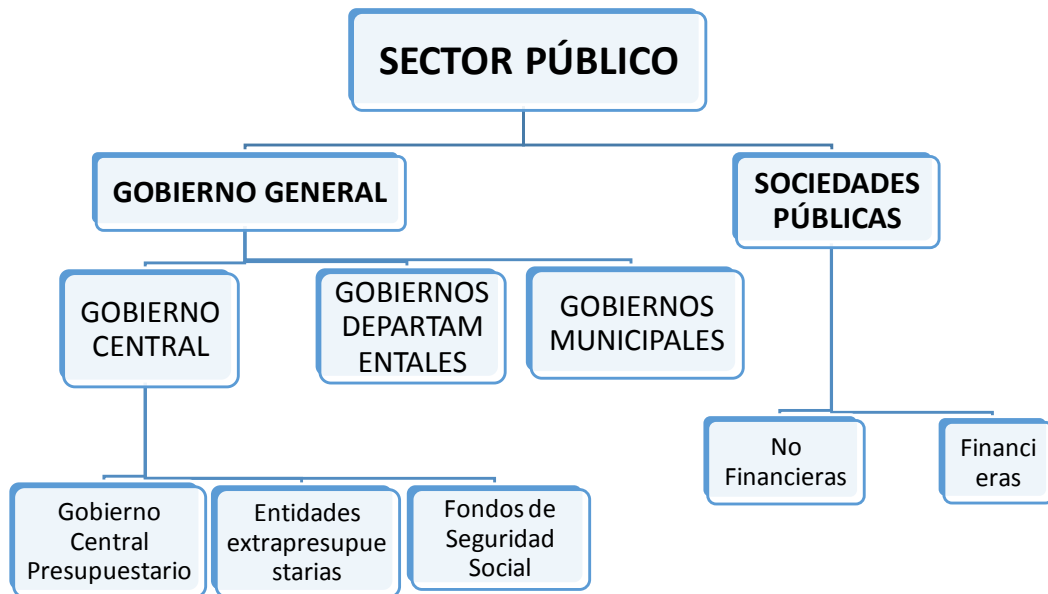 SECTOR PÚBLICO
GOBIERNO GENERAL
SOCIEDADES
PÚBLICAS
GOBIERNO
CENTRAL
GOBIERNOS
DEPARTAM
ENTALES
GOBIERNOS
MUNICIPALES
No
Financieras
Financi
eras
Gobierno
Central
Presupuestario
Entidades
extrapresupue
starias
Fondos de
Seguridad
Social